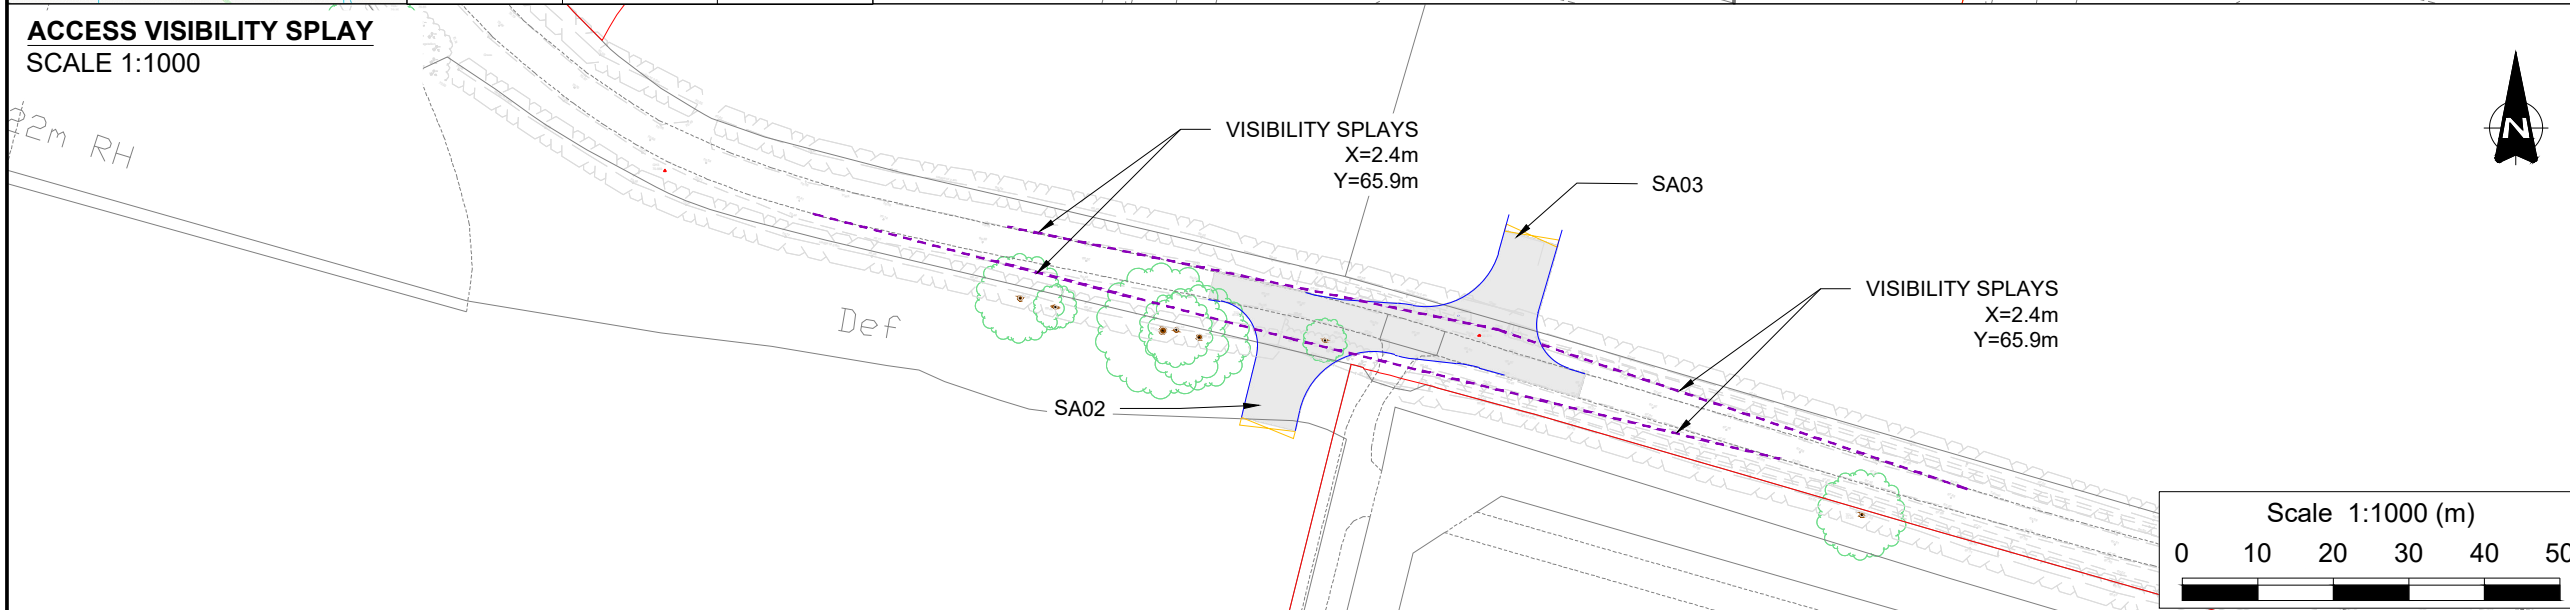 ACCESS VISIBILITY SPLAY
SCALE 1:1000
22m RH
VISIBILITY SPLAYS
X=2.4m
Y=65.9m
SA03
N
VISIBILITY SPLAYS
X=2.4m
Y=65.9m
Def
SA02
Scale 1:1000 (m)
0 10 20 30 40 50